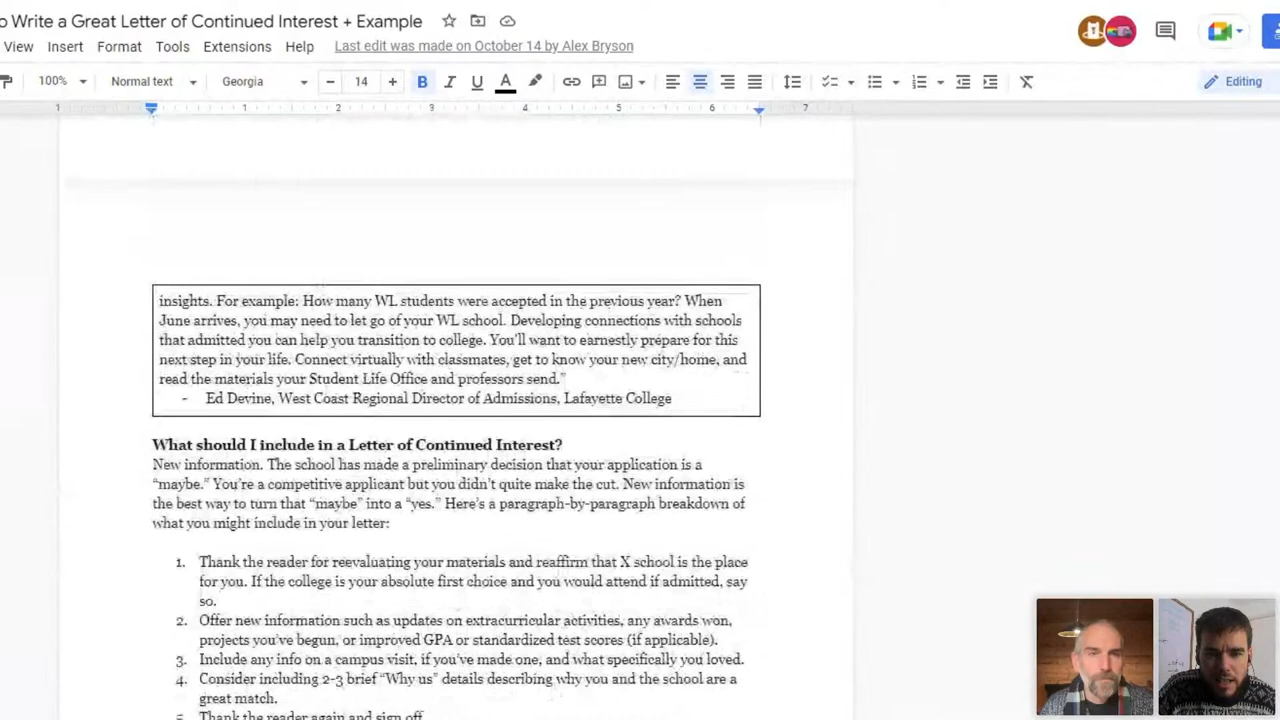 o Write a Great Letter of Continued Interest + Example
View Insert Format Tools Extensions Help Last edit was made on October 14 by Alex Bryson
100% Normal text Georgia 14 B I U A Editing
1 1 2 3 4 5 6 7
insights. For example: How many WL students were accepted in the previous year? When
June arrives, you may need to let go of your WL school. Developing connections with schools
that admitted you can help you transition to college. You'll want to earnestly prepare for this
next step in your life. Connect virtually with classmates, get to know your new city/home, and
read the materials your Student Life Office and professors send."
- Ed Devine, West Coast Regional Director of Admissions, Lafayette College
What should I include in a Letter of Continued Interest?
New information. The school has made a preliminary decision that your application is a
“maybe.” You’re a competitive applicant but you didn’t quite make the cut. New information is
the best way to turn that “maybe” into a “yes.” Here’s a paragraph-by-paragraph breakdown of
what you might include in your letter:
1. Thank the reader for reevaluating your materials and reaffirm that X school is the place
for you. If the college is your absolute first choice and you would attend if admitted, say
so.
2. Offer new information such as updates on extracurricular activities, any awards won,
projects you’ve begun, or improved GPA or standardized test scores (if applicable).
3. Include any info on a campus visit, if you’ve made one, and what specifically you loved.
4. Consider including 2-3 brief “Why us” details describing why you and the school are a
great match.
5. Thank the reader again and sign off